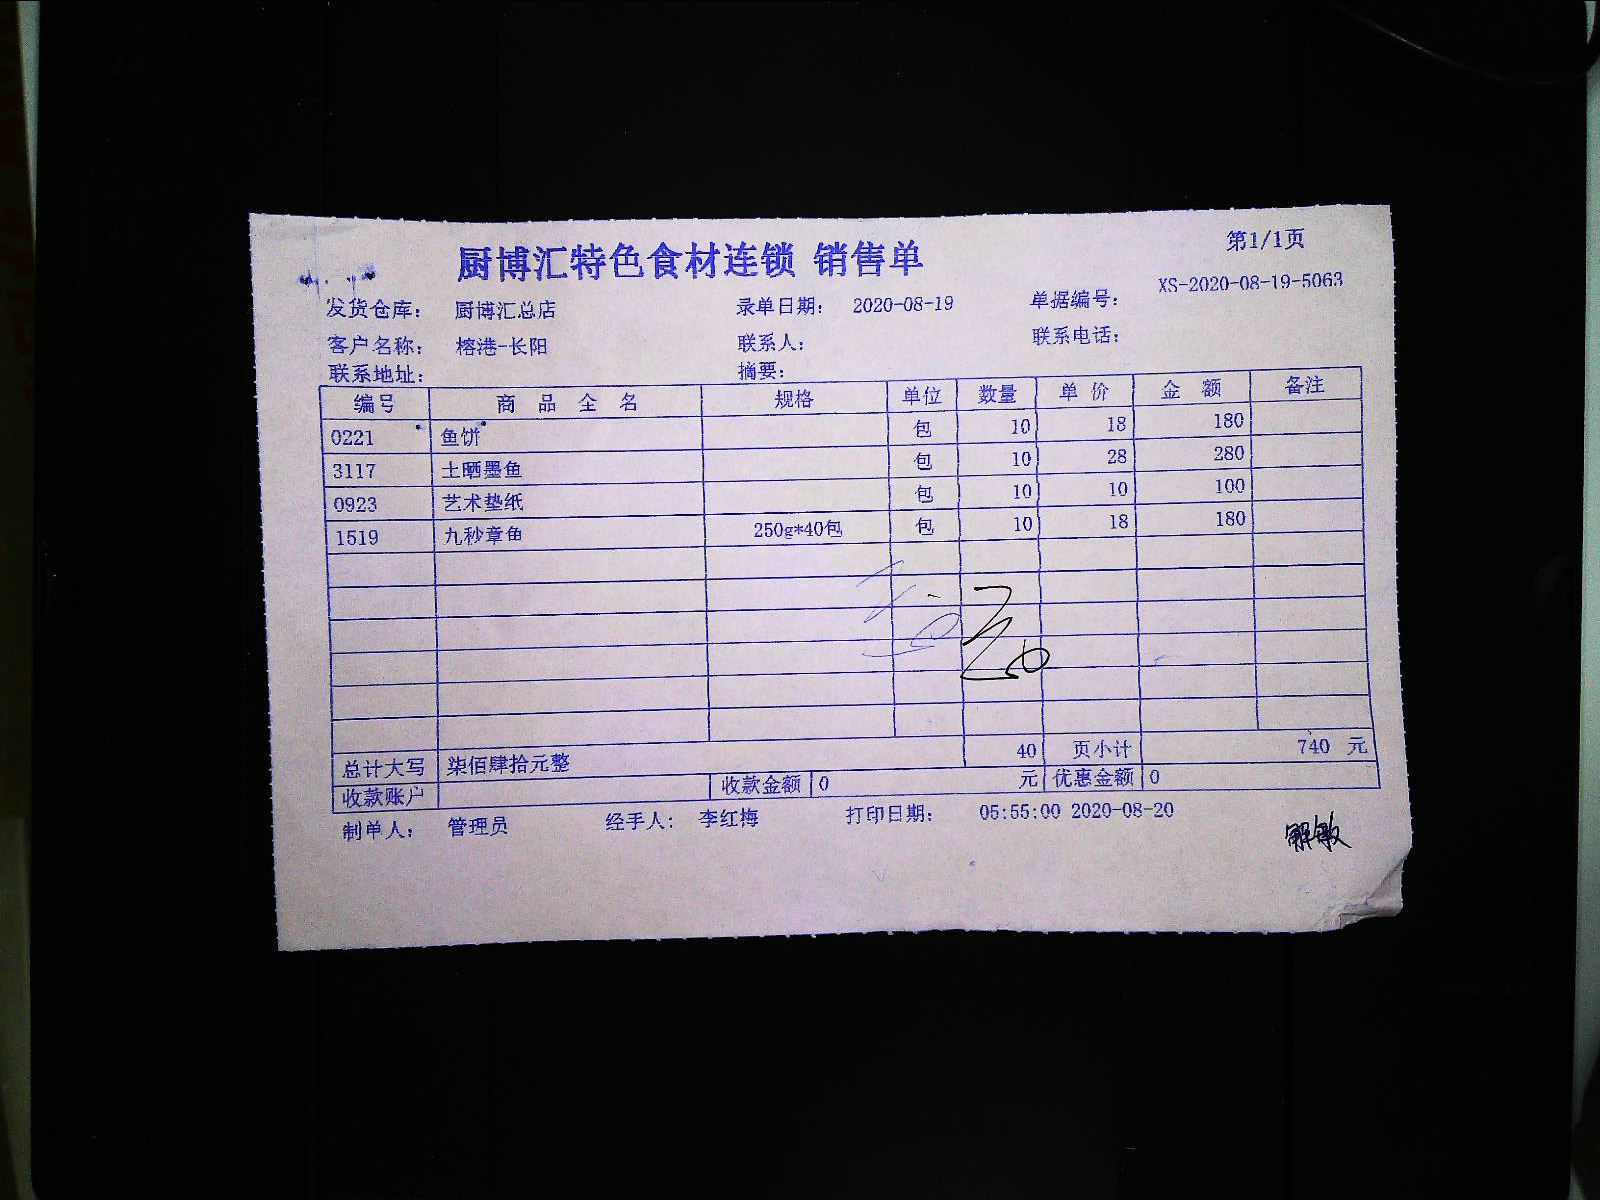 厨博汇特色食材连锁 销售单
第1/1页
发货仓库： 厨博汇总店 录单日期： 2020-08-19 单据编号： XS-2020-08-19-5063
客户名称： 榕港-长阳 联系人： 联系电话：
联系地址： 摘要：
编号 商品全名 规格 单位 数量 单价 金额 备注
0221 鱼饼 包 10 18 180
3117 土晒墨鱼 包 10 28 280
0923 艺术垫纸 包 10 10 100
1519 九秒章鱼 250g*40包 包 10 18 180
总计大写 柒佰肆拾元整 40 页小计 740 元
收款账户 收款金额 0 元 优惠金额 0
制单人： 管理员 经手人： 李红梅 打印日期： 05:55:00 2020-08-20
解敏